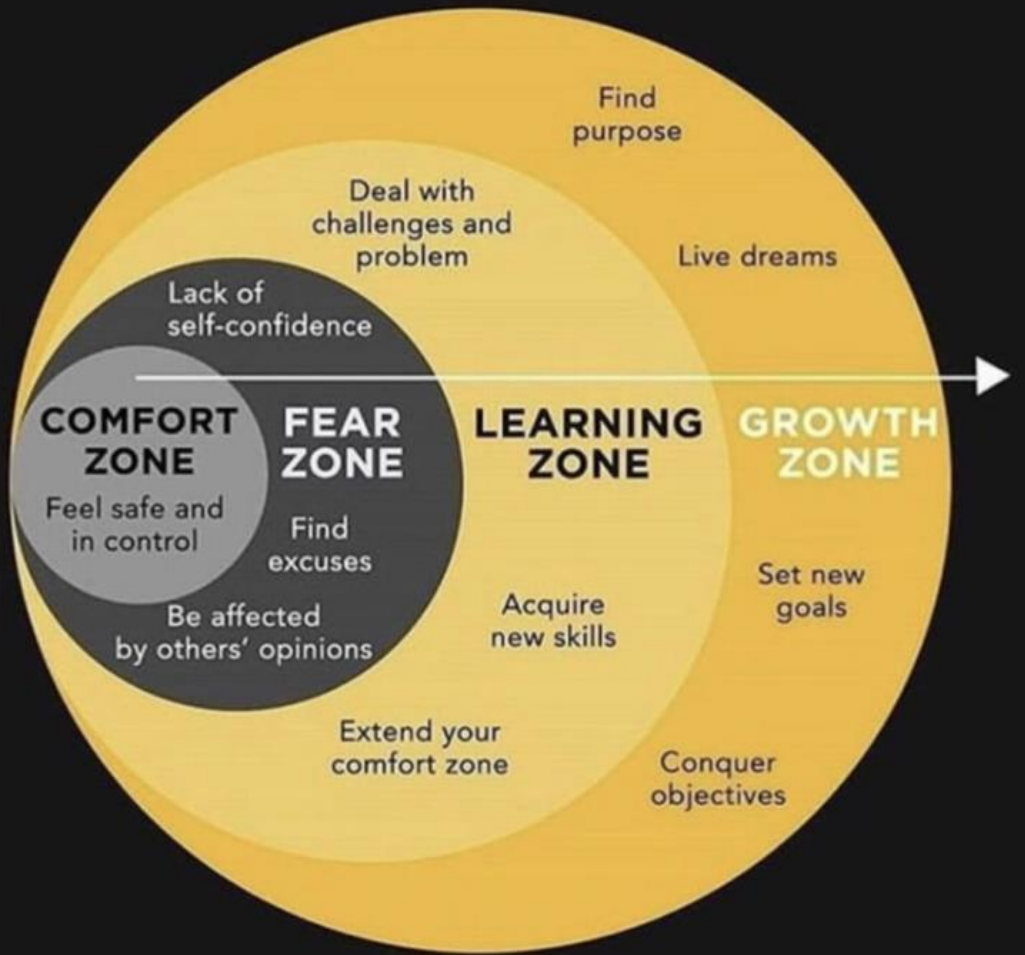 Find
purpose
Deal with
challenges and
problem
Live dreams
Lack of
self-confidence
COMFORT
ZONE
Feel safe and
in control
FEAR
ZONE
Find
excuses
Be affected
by others' opinions
LEARNING
ZONE
Acquire
new skills
Extend your
comfort zone
GROWTH
ZONE
Set new
goals
Conquer
objectives